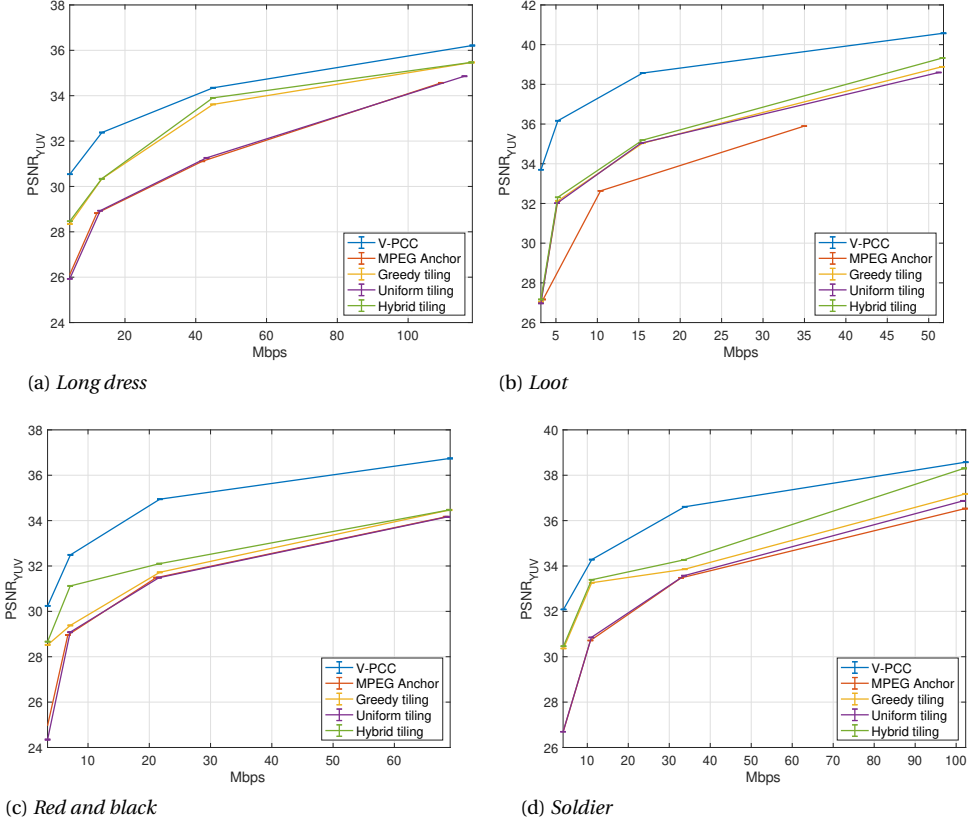 38
36
34
32
30
28
26
24
PSNR_YUV
20 40 60 80 100
Mbps
V-PCC
MPEG Anchor
Greedy tiling
Uniform tiling
Hybrid tiling
(a) Long dress
42
40
38
36
34
32
30
28
26
PSNR_YUV
5 10 15 20 25 30 35 40 45 50
Mbps
V-PCC
MPEG Anchor
Greedy tiling
Uniform tiling
Hybrid tiling
(b) Loot
38
36
34
32
30
28
26
24
PSNR_YUV
10 20 30 40 50 60
Mbps
V-PCC
MPEG Anchor
Greedy tiling
Uniform tiling
Hybrid tiling
(c) Red and black
40
38
36
34
32
30
28
26
PSNR_YUV
10 20 30 40 50 60 70 80 90 100
Mbps
V-PCC
MPEG Anchor
Greedy tiling
Uniform tiling
Hybrid tiling
(d) Soldier